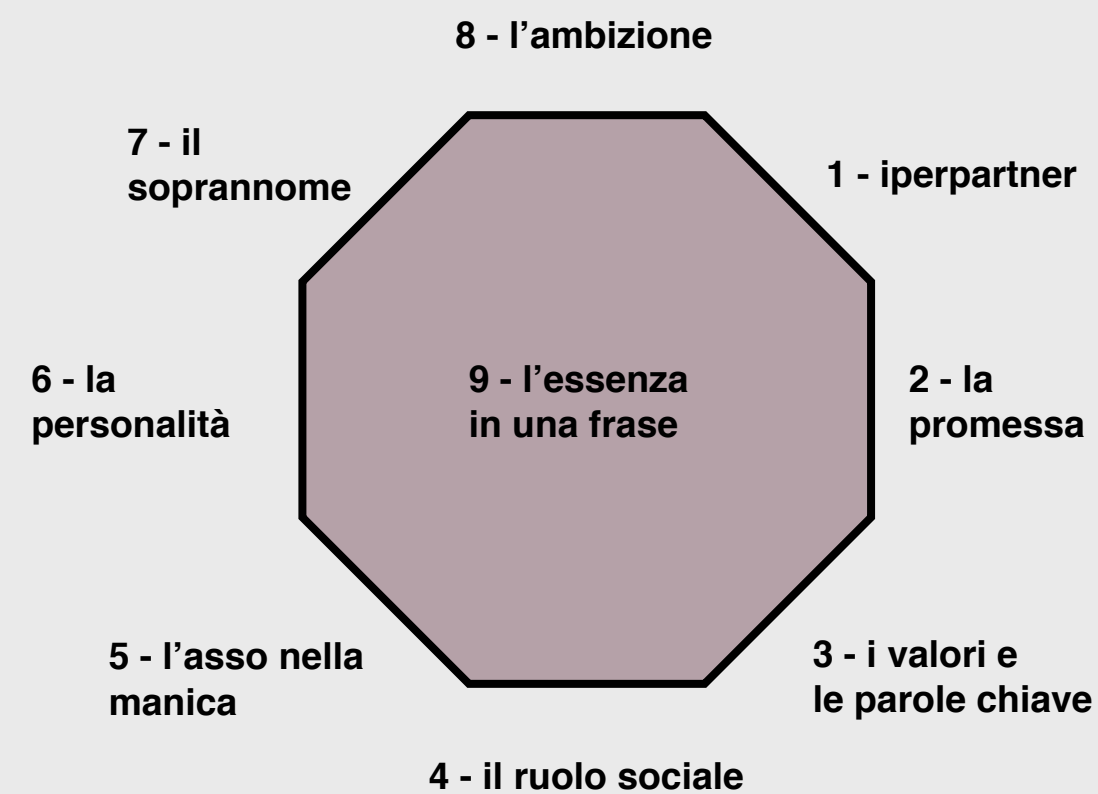 8 - l’ambizione
7 - il
soprannome
1 - iperpartner
6 - la
personalità
9 - l’essenza
in una frase
2 - la
promessa
5 - l’asso nella
manica
3 - i valori e
le parole chiave
4 - il ruolo sociale